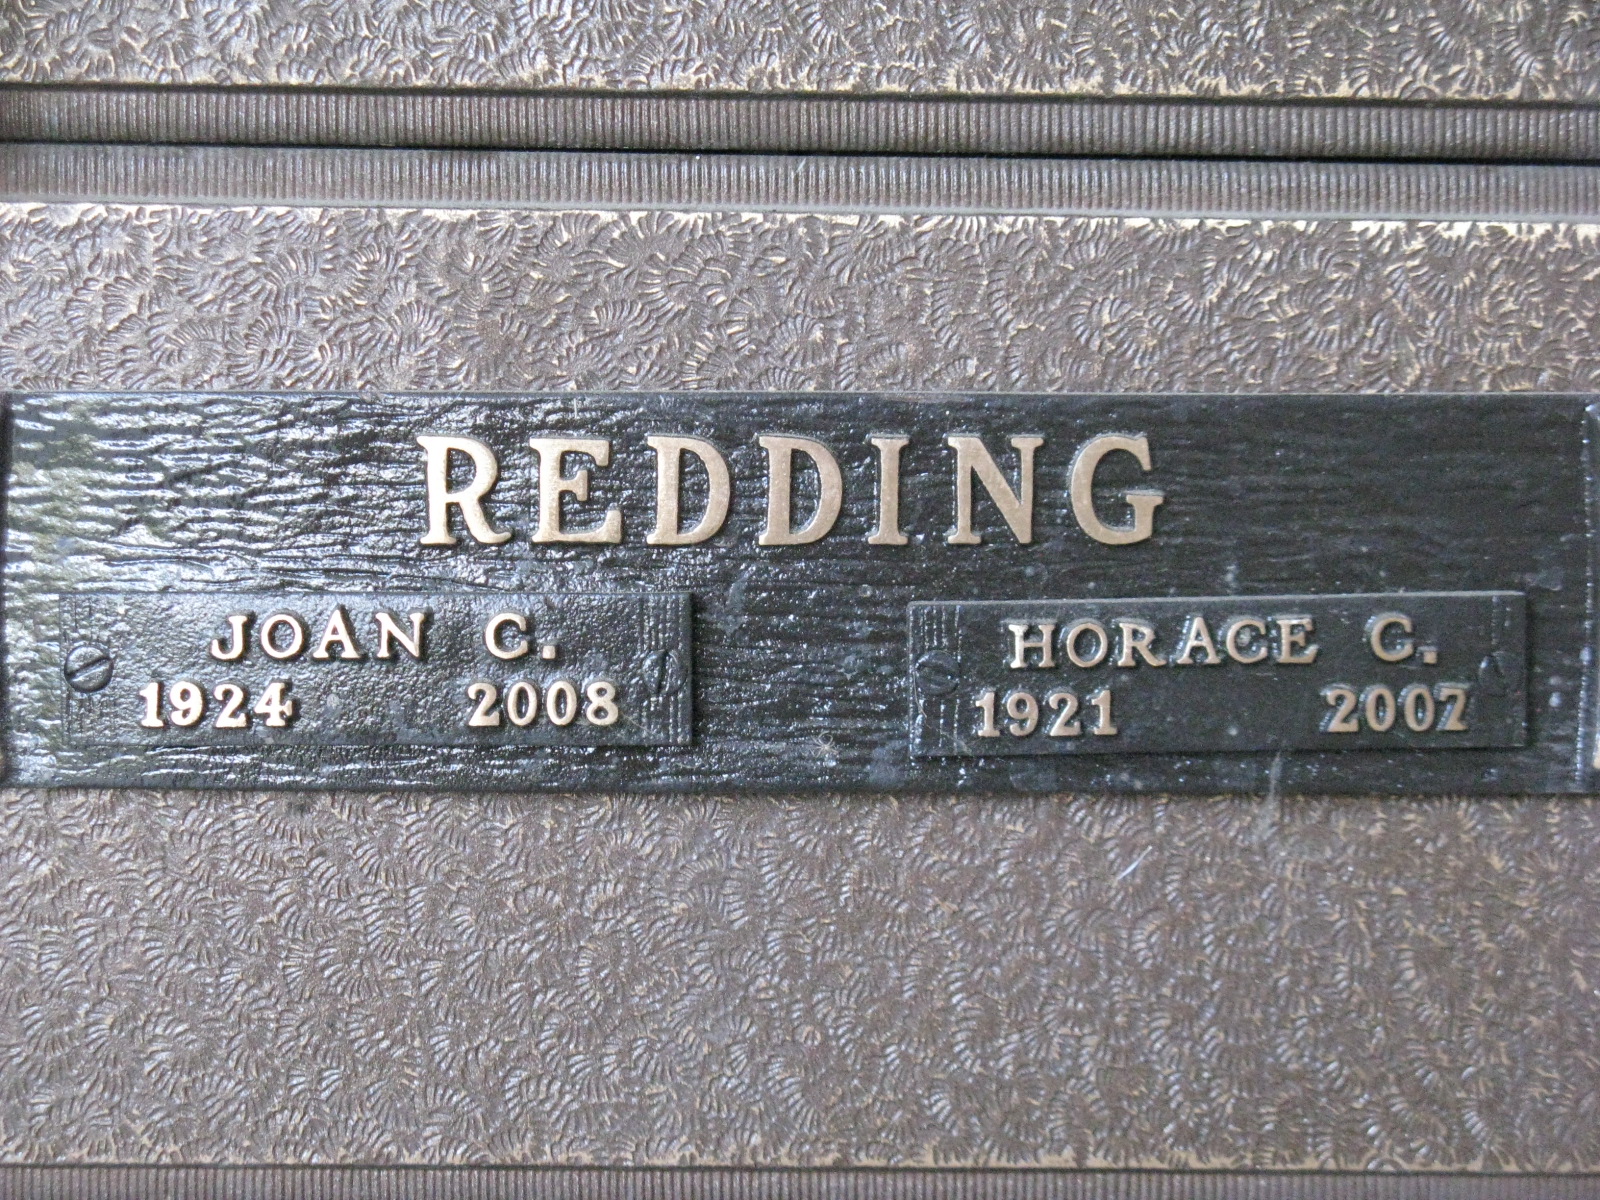 REDDING
JOAN C.
1924 2008
HORACE C.
1921 2007